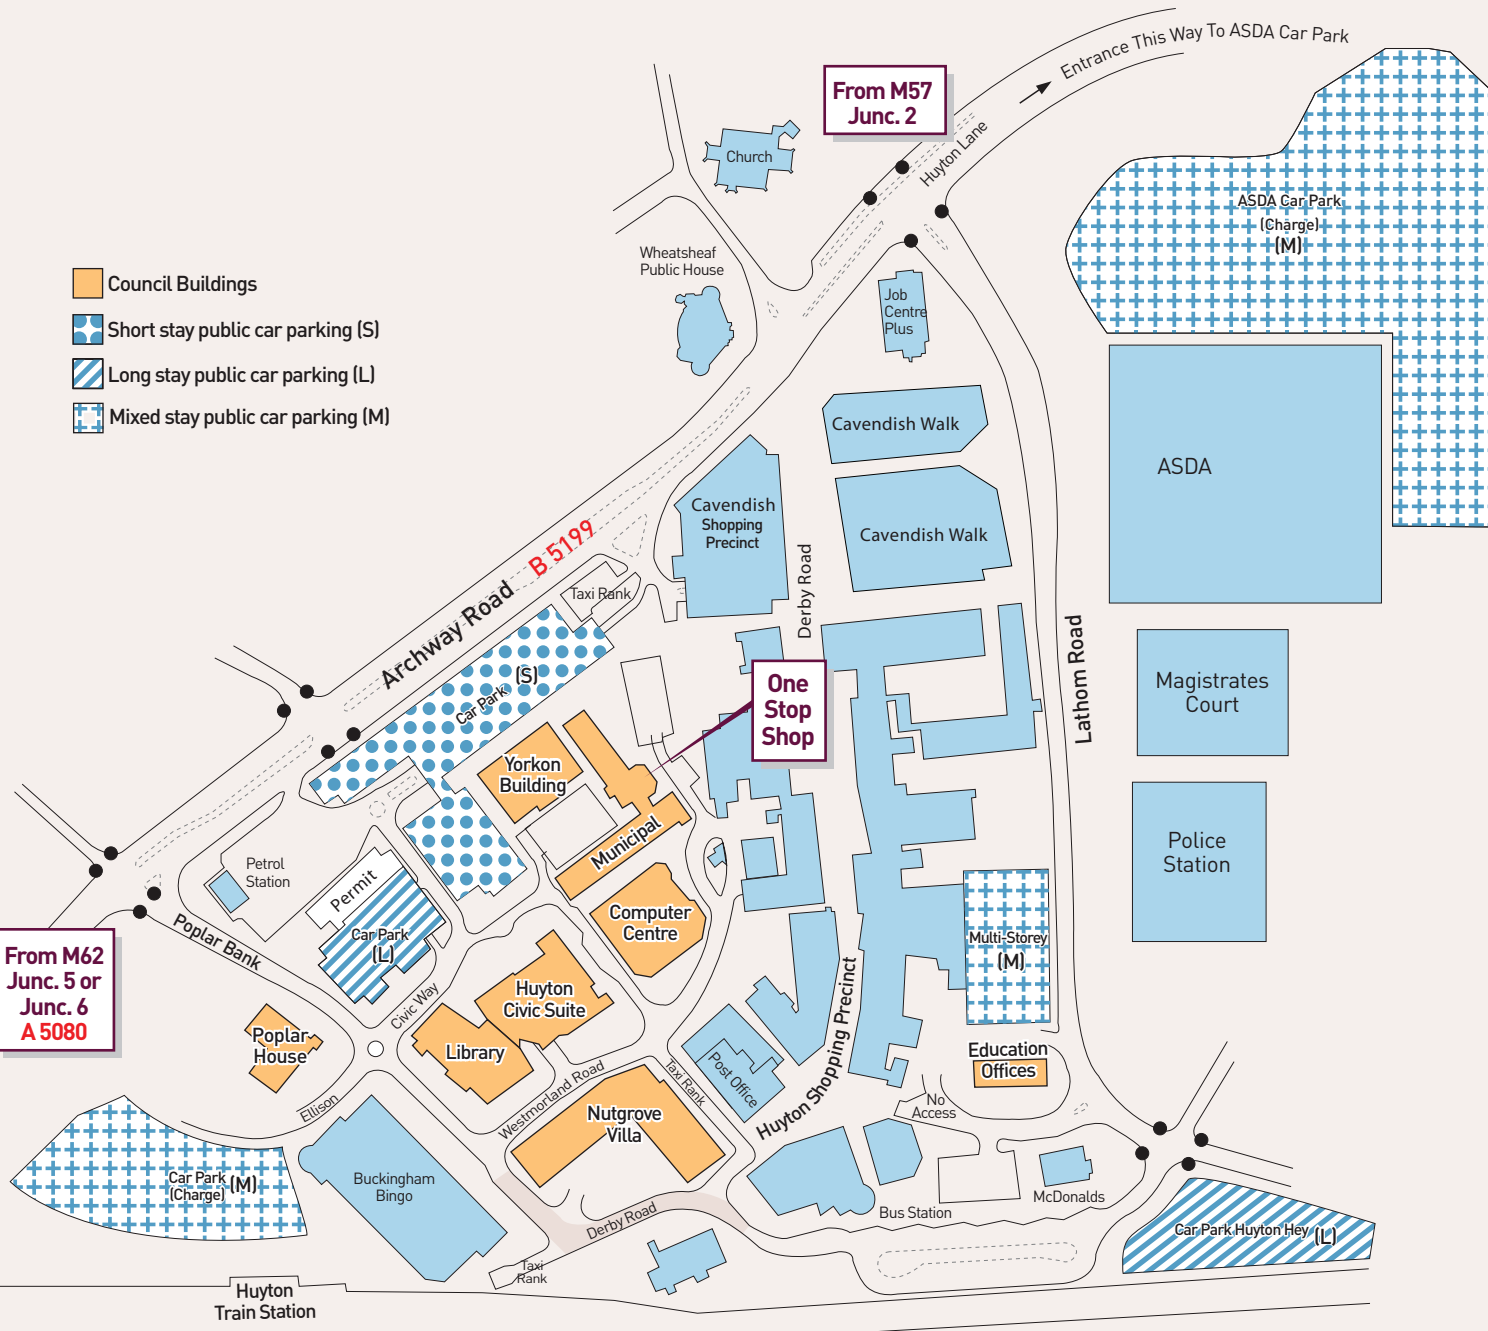 Entrance This Way To ASDA Car Park
From M57
Junc. 2
Huyton Lane
Church
Wheatsheaf
Public House
ASDA Car Park
(Charge)
(M)
Council Buildings
Short stay public car parking (S)
Long stay public car parking (L)
Mixed stay public car parking (M)
Job
Centre
Plus
Cavendish Walk
Cavendish Walk
ASDA
Cavendish
Shopping
Precinct
Derby Road
B 5199
Archway Road
Taxi Rank
Car Park
(S)
One
Stop
Shop
Lathom Road
Magistrates
Court
Yorkon
Building
Municipal
Police
Station
Petrol
Station
Permit
Car Park
(L)
Poplar Bank
Computer
Centre
Multi-Storey
(M)
From M62
Junc. 5 or
Junc. 6
A 5080
Huyton
Civic Suite
Civic Way
Library
Poplar
House
Huyton Shopping Precinct
Post Office
Taxi Rank
Education
Offices
No
Access
Westmorland Road
Nutgrove
Villa
Ellison
Car Park
(Charge)
(M)
Buckingham
Bingo
Derby Road
Taxi
Rank
Bus Station
McDonalds
Car Park Huyton Hey
(L)
Huyton
Train Station